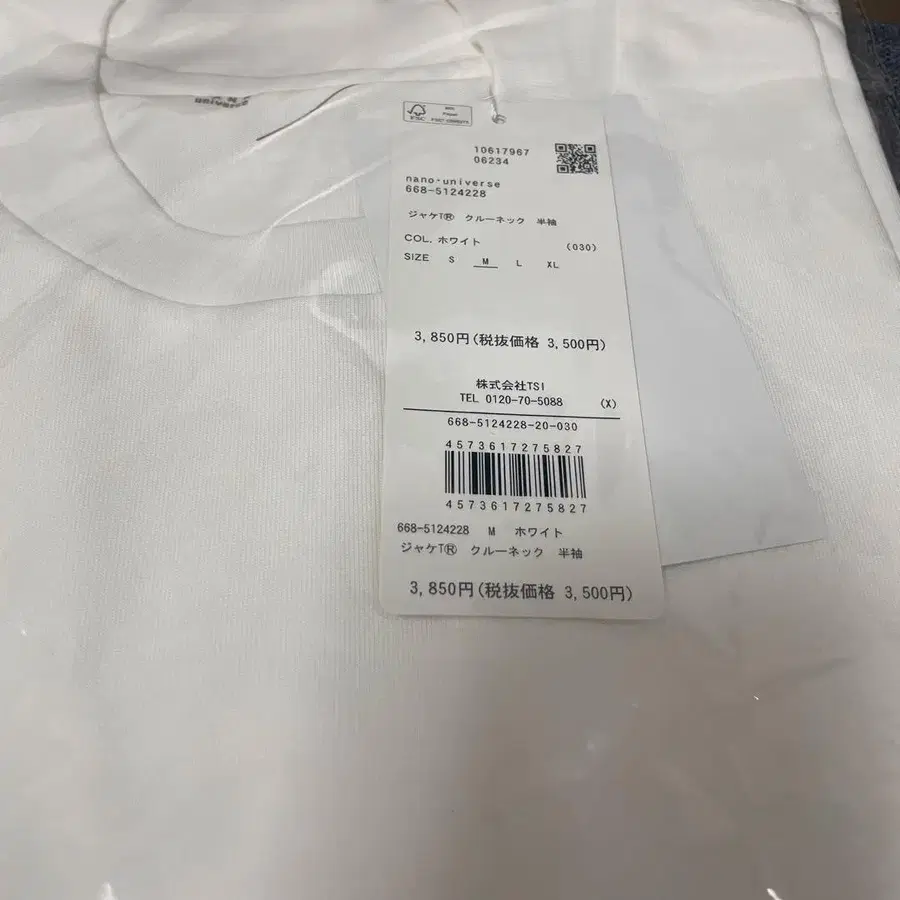 universe
FSC
10617967
06234
nano・universe
668-5124228
ジャケT® クルーネック 半袖
COL. ホワイト (030)
SIZE S M L XL
3,850円(税抜価格 3,500円)
株式会社TSI
TEL 0120-70-5088 (X)
668-5124228-20-030
4573617275827
4573617275827
668-5124228 M ホワイト
ジャケT® クルーネック 半袖
3,850円(税抜価格 3,500円)